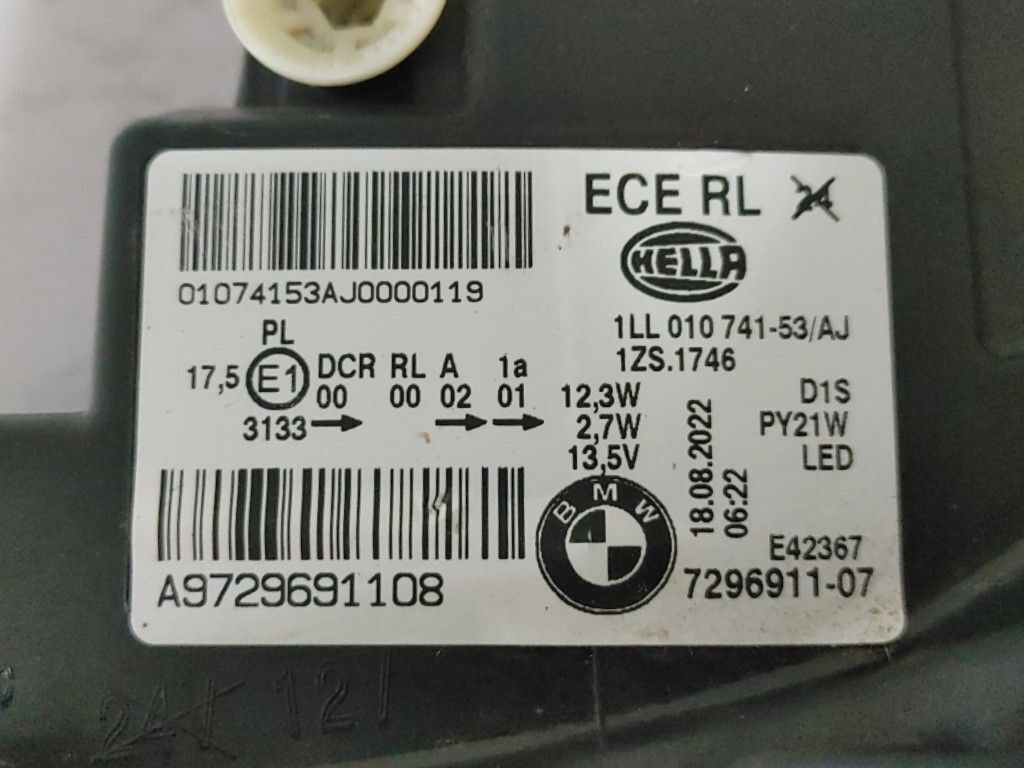 ECE RL 24
HELLA
01074153AJ0000119
1LL 010 741-53/AJ
1ZS.1746
PL
17,5 E1 DCR RL A 1a
00 00 02 01
3133
12,3W
2,7W
13,5V
D1S
PY21W
LED
18.08.2022
06:22
BMW
E42367
A9729691108
7296911-07
12